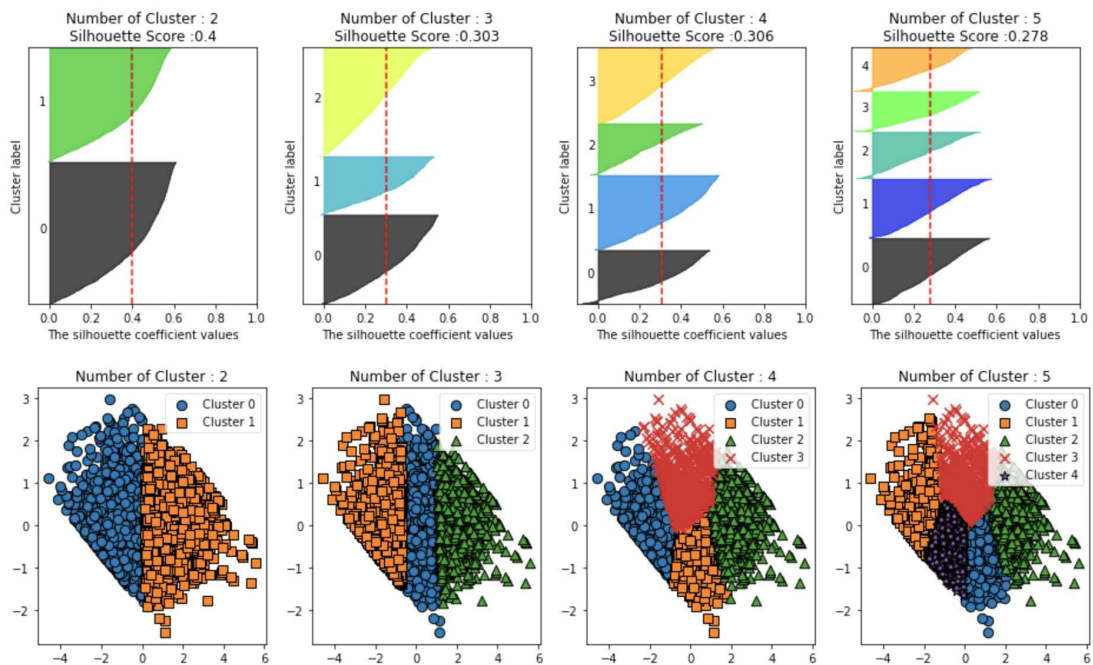 Number of Cluster : 2
Silhouette Score :0.4
Cluster label
1
0
0.0 0.2 0.4 0.6 0.8 1.0
The silhouette coefficient values
Number of Cluster : 3
Silhouette Score :0.303
Cluster label
2
1
0
0.0 0.2 0.4 0.6 0.8 1.0
The silhouette coefficient values
Number of Cluster : 4
Silhouette Score :0.306
Cluster label
3
2
1
0
0.0 0.2 0.4 0.6 0.8 1.0
The silhouette coefficient values
Number of Cluster : 5
Silhouette Score :0.278
Cluster label
4
3
2
1
0
0.0 0.2 0.4 0.6 0.8 1.0
The silhouette coefficient values
Number of Cluster : 2
Cluster 0
Cluster 1
3
2
1
0
−1
−2
−4 −2 0 2 4 6
Number of Cluster : 3
Cluster 0
Cluster 1
Cluster 2
3
2
1
0
−1
−2
−4 −2 0 2 4 6
Number of Cluster : 4
Cluster 0
Cluster 1
Cluster 2
Cluster 3
3
2
1
0
−1
−2
−4 −2 0 2 4 6
Number of Cluster : 5
Cluster 0
Cluster 1
Cluster 2
Cluster 3
Cluster 4
3
2
1
0
−1
−2
−4 −2 0 2 4 6